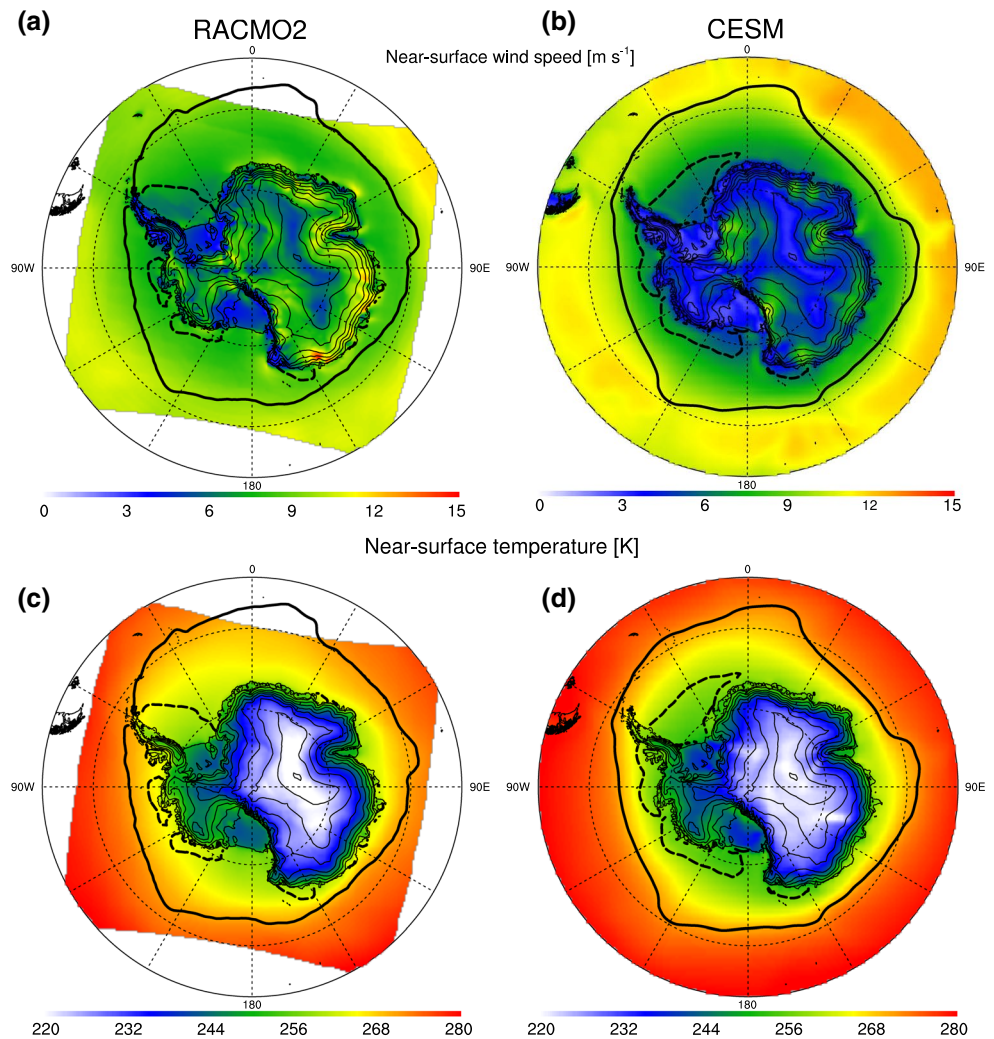 (a) RACMO2 (b) CESM
Near-surface wind speed [m s⁻¹]
0 0
90W 90E 90W 90E
180 180
0 3 6 9 12 15 0 3 6 9 12 15
Near-surface temperature [K]
(c) (d)
0 0
90W 90E 90W 90E
180 180
220 232 244 256 268 280 220 232 244 256 268 280